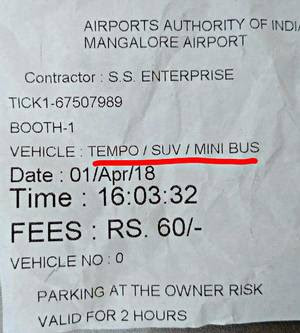 AIRPORTS AUTHORITY OF INDIA
MANGALORE AIRPORT
Contractor : S.S. ENTERPRISE
TICK1-67507989
BOOTH-1
VEHICLE : TEMPO / SUV / MINI BUS
Date : 01/Apr/18
Time : 16:03:32
FEES : RS. 60/-
VEHICLE NO : 0
PARKING AT THE OWNER RISK
VALID FOR 2 HOURS